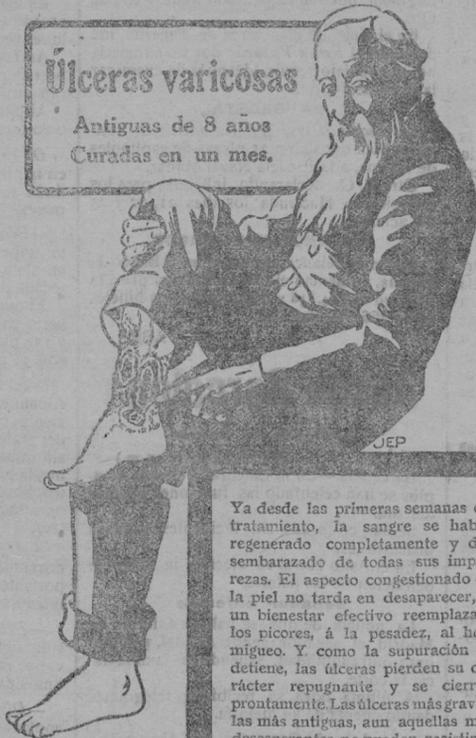 Úlceras varicosas
Antiguas de 8 años
Curadas en un mes.
JEP
Ya desde las primeras semanas
tratamiento, la sangre se hab
regenerado completamente y d
sembarazado de todas sus imp
rezas. El aspecto congestionado
la piel no tarda en desaparecer,
un bienestar efectivo reemplaza
los picores, á la pesadez, al ho
migueo. Y como la supuración
detiene, las úlceras pierden su c
rácter repugnante y se cierr
prontamente. Las úlceras más grav
las más antiguas, aun aquellas m